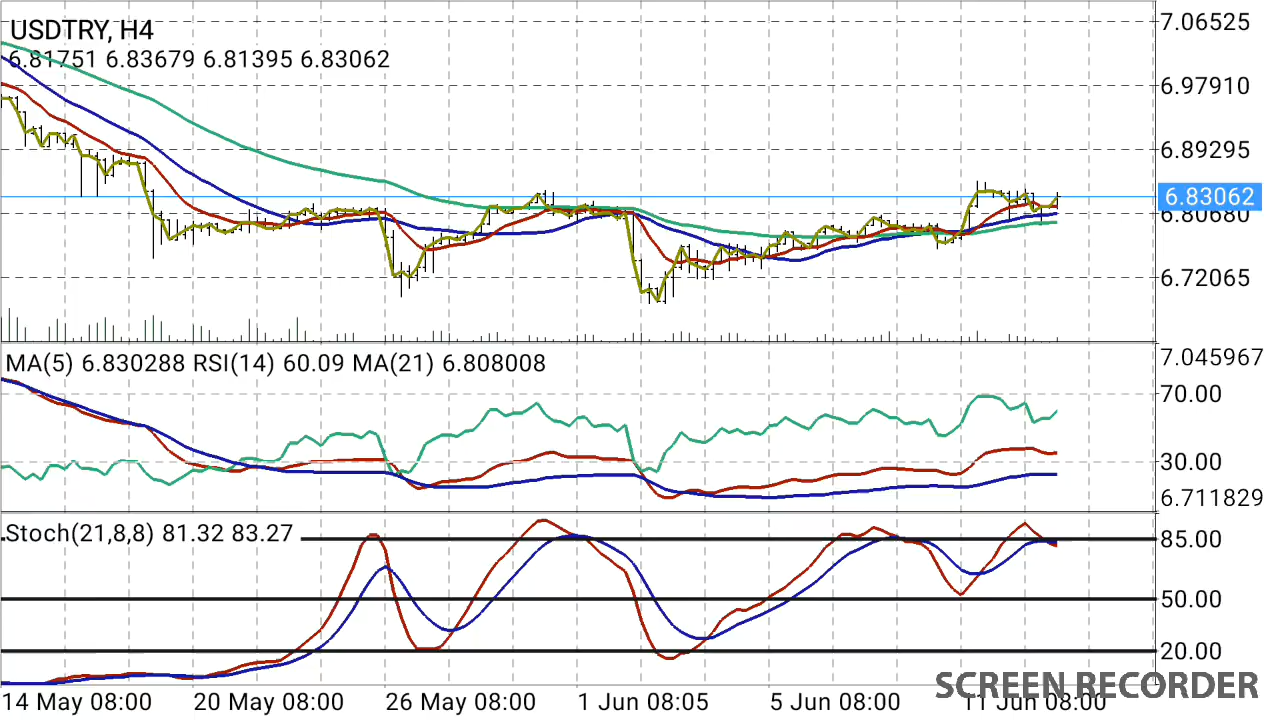 USDTRY, H4
6.81751 6.83679 6.81395 6.83062
7.06525
6.97910
6.89295
6.83062
6.80680
6.72065
MA(5) 6.830288 RSI(14) 60.09 MA(21) 6.808008
7.045967
70.00
30.00
6.711829
Stoch(21,8,8) 81.32 83.27
85.00
50.00
20.00
14 May 08:00 20 May 08:00 26 May 08:00 1 Jun 08:05 5 Jun 08:00 11 Jun 08:00
SCREEN RECORDER